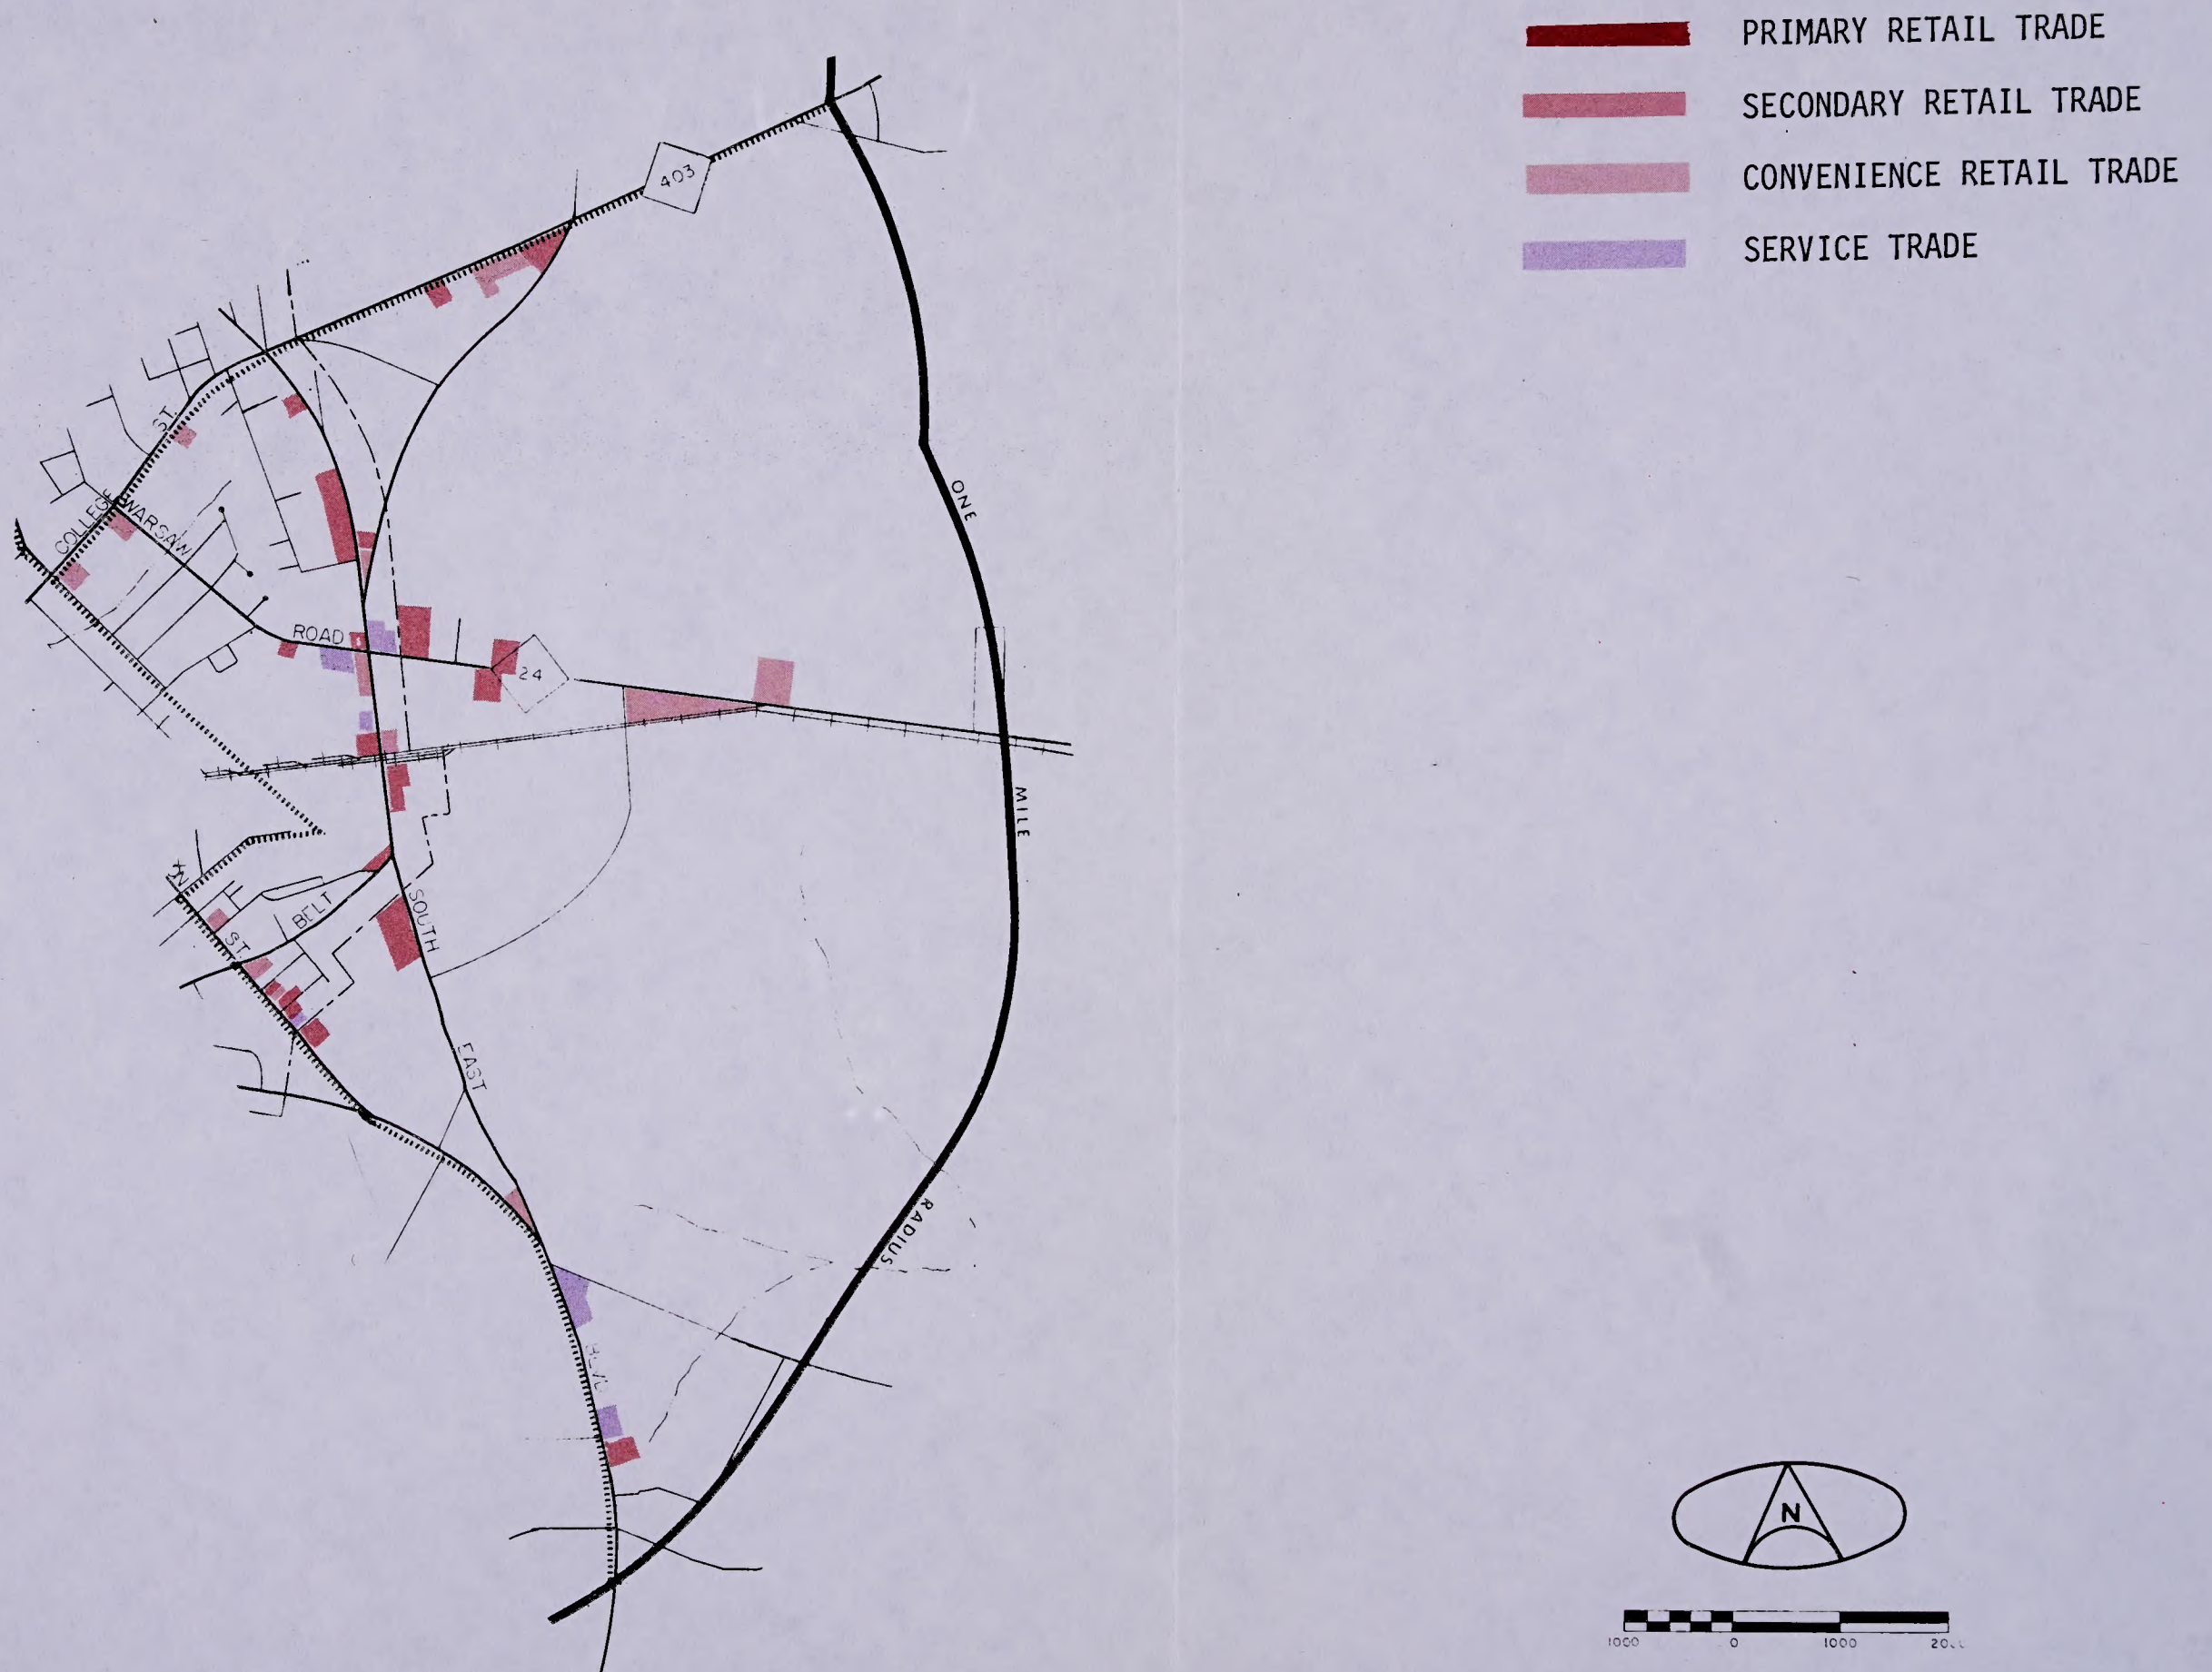 PRIMARY RETAIL TRADE
SECONDARY RETAIL TRADE
CONVENIENCE RETAIL TRADE
SERVICE TRADE
403
ST.
COLLEGE
WARSAW
ROAD
24
ONE
MILE
RADIUS
SOUTH
EAST
BELT
ST.
N
1000 0 1000